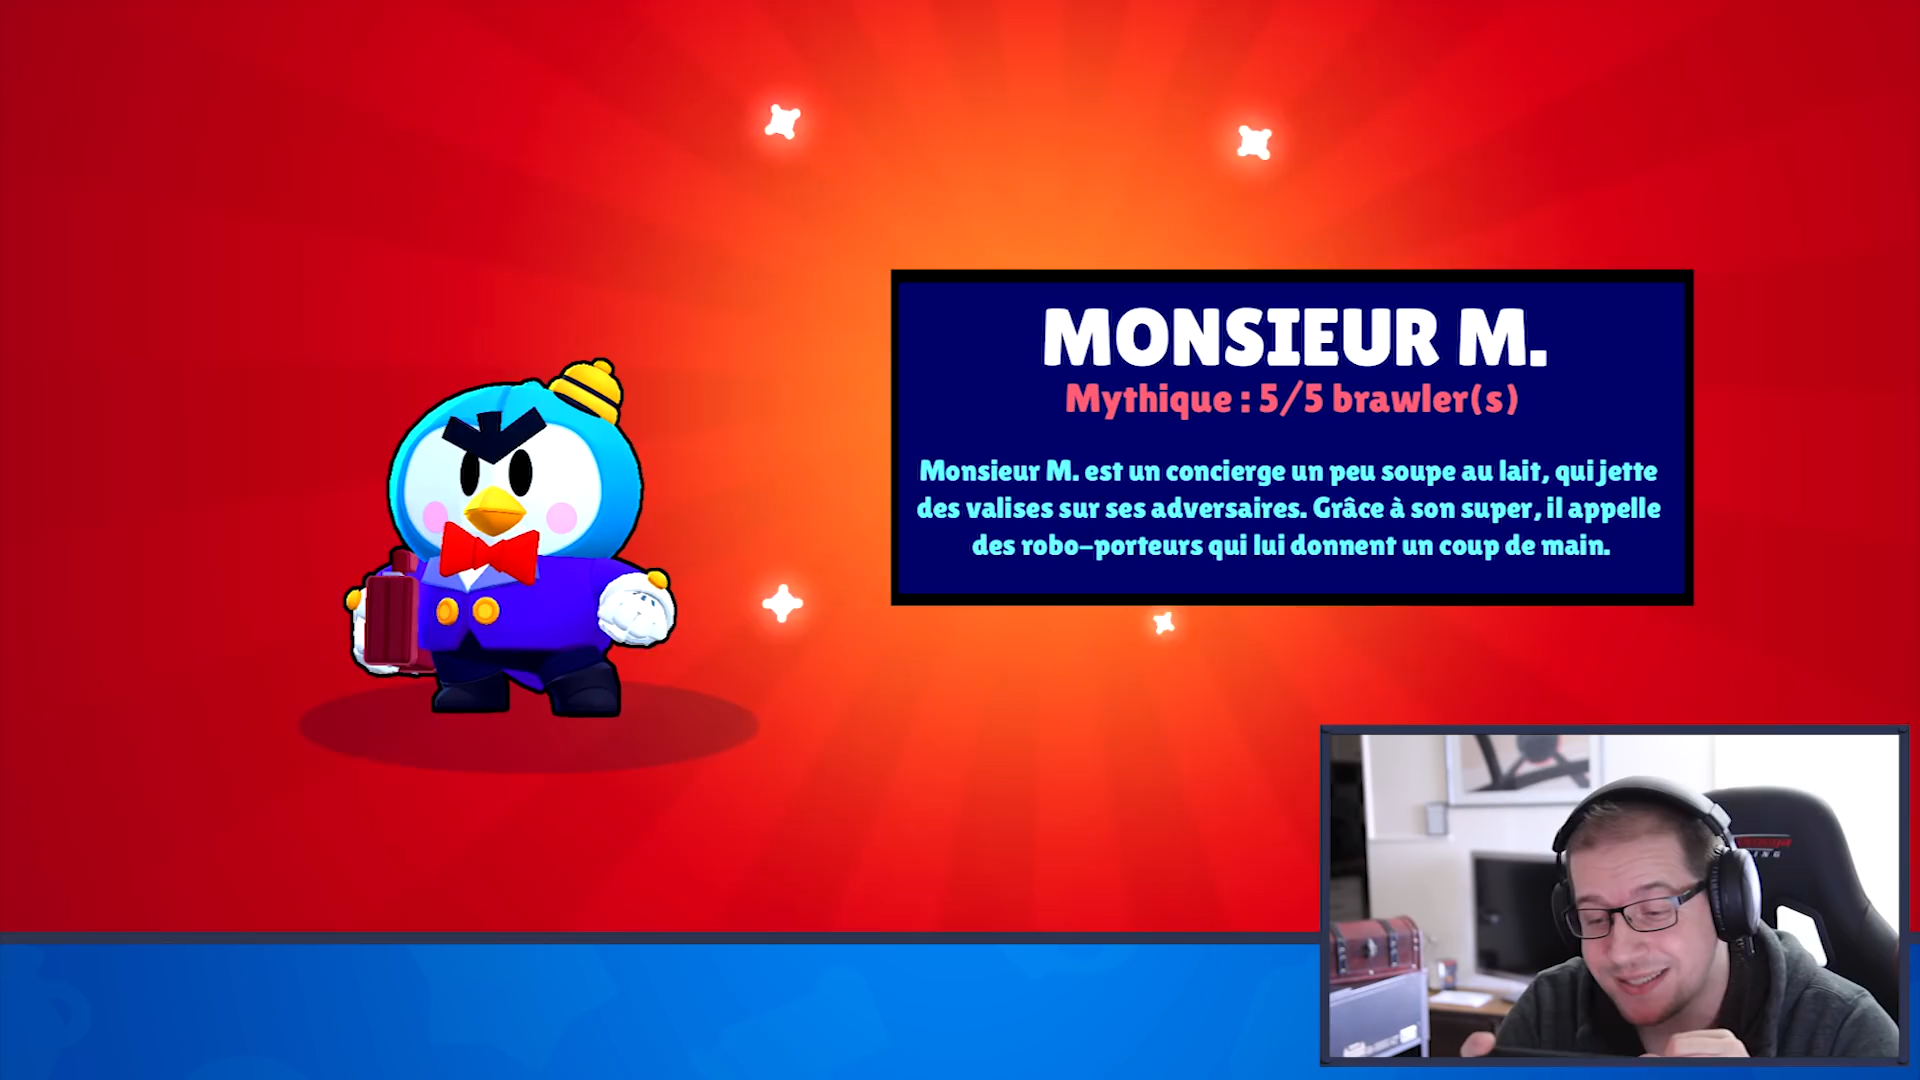 MONSIEUR M.
Mythique : 5/5 brawler(s)
Monsieur M. est un concierge un peu soupe au lait, qui jette
des valises sur ses adversaires. Grâce à son super, il appelle
des robo-porteurs qui lui donnent un coup de main.